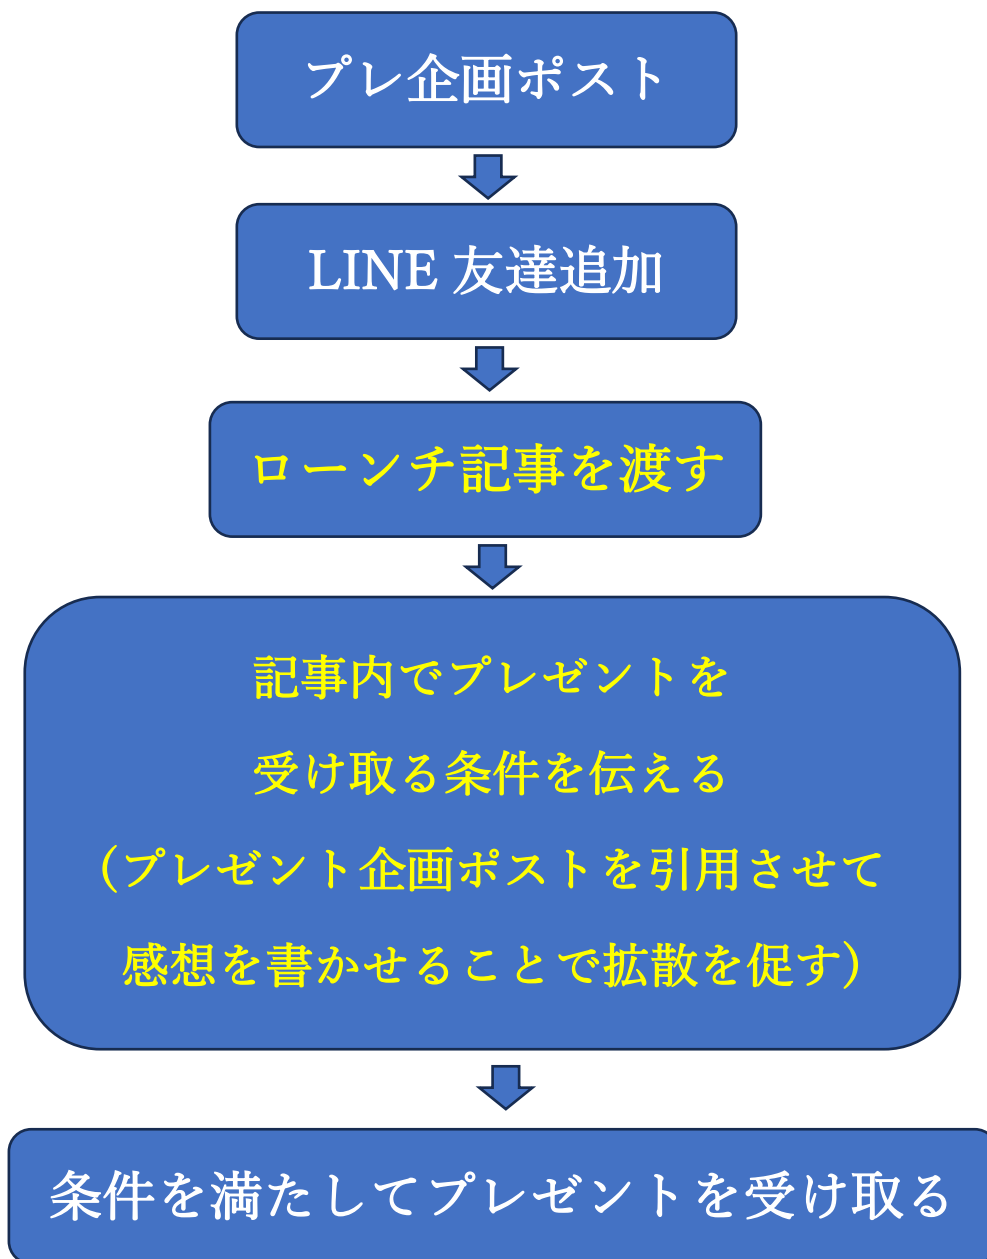 プレ企画ポスト
LINE 友達追加
ローンチ記事を渡す
記事内でプレゼントを
受け取る条件を伝える
（プレゼント企画ポストを引用させて
感想を書かせることで拡散を促す）
条件を満たしてプレゼントを受け取る